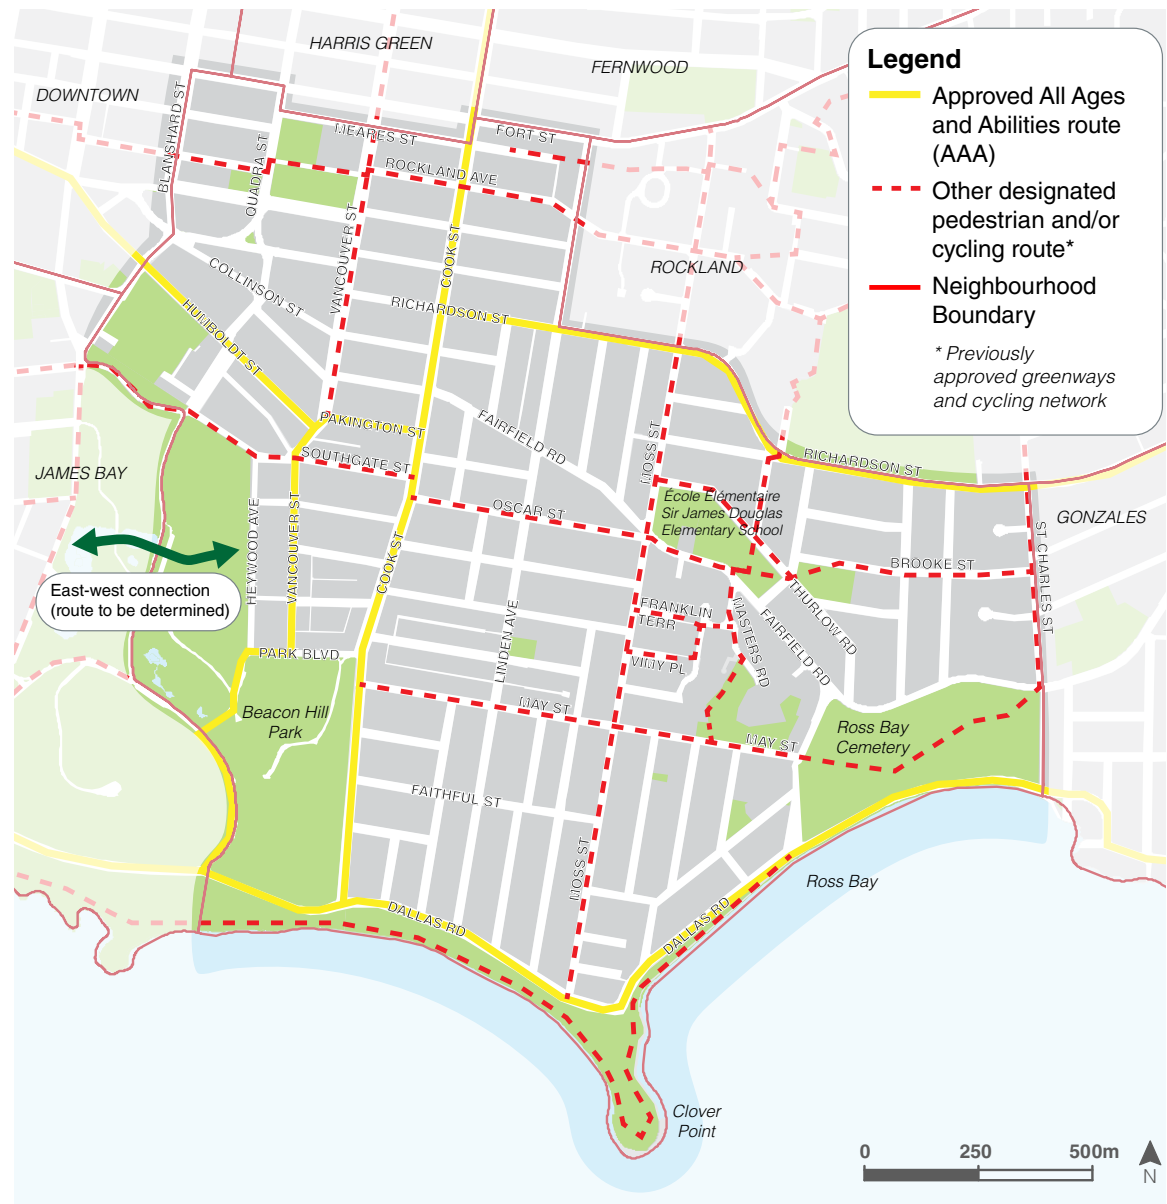 HARRIS GREEN
FERNWOOD
DOWNTOWN
Legend
Approved All Ages
and Abilities route
(AAA)
Other designated
pedestrian and/or
cycling route*
Neighbourhood
Boundary
* Previously
approved greenways
and cycling network
BLANSHARD ST
QUADRA ST
MEARES ST
FORT ST
ROCKLAND AVE
VANCOUVER ST
COOK ST
COLLINSON ST
ROCKLAND
RICHARDSON ST
HUMBOLDT ST
PAKINGTON ST
FAIRFIELD RD
SOUTHGATE ST
MOSS ST
RICHARDSON ST
JAMES BAY
École Élémentaire
Sir James Douglas
Elementary School
OSCAR ST
GONZALES
HEYWOOD AVE
VANCOUVER ST
COOK ST
BROOKE ST
ST CHARLES ST
East-west connection
(route to be determined)
LINDEN AVE
FRANKLIN
TERR
MASTERS RD
FAIRFIELD RD
THURLOW RD
PARK BLVD
VIMY PL
MAY ST
MAY ST
Beacon Hill
Park
Ross Bay
Cemetery
FAITHFUL ST
MOSS ST
Ross Bay
DALLAS RD
DALLAS RD
Clover
Point
0 250 500m
N